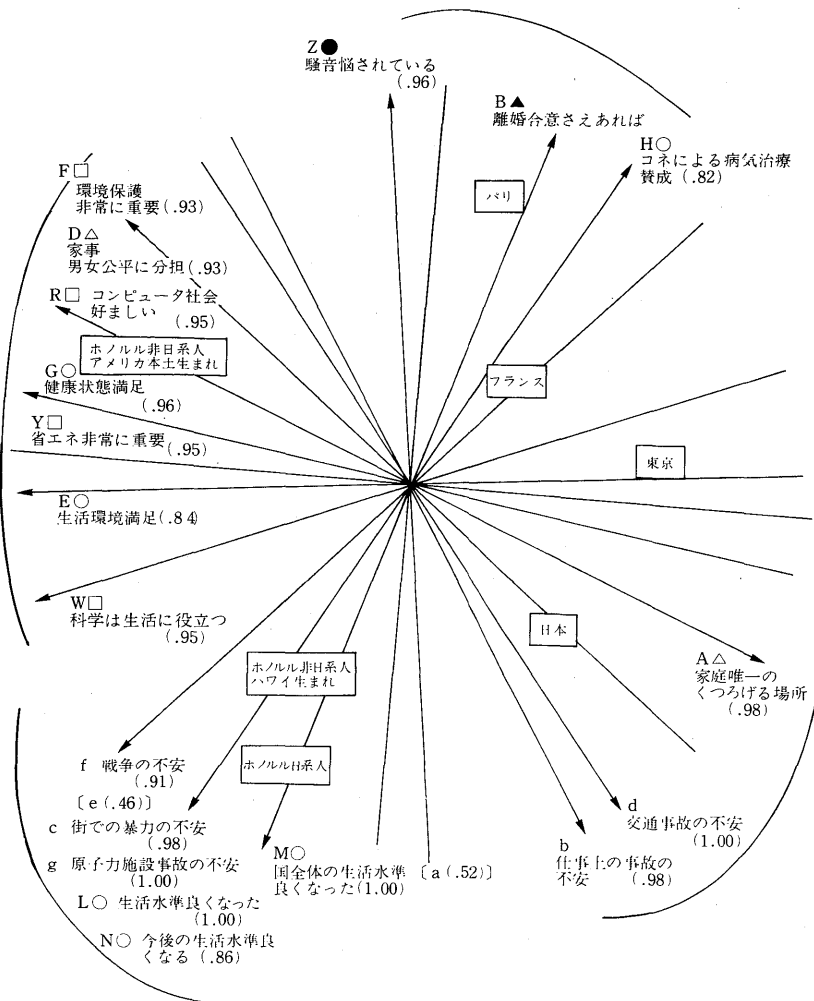 Z●
騒音悩されている
(.96)
B▲
離婚合意さえあれば
H○
コネによる病気治療
賛成 (.82)
パリ
F□
環境保護
非常に重要(.93)
D△
家事
男女公平に分担(.93)
R□ コンピュータ社会
好ましい
(.95)
ホノルル非日系人
アメリカ本土生まれ
G○
健康状態満足
(.96)
フランス
Y□
省エネ非常に重要
(.95)
東京
E○
生活環境満足(.84)
W□
科学は生活に役立つ
(.95)
日本
A△
家庭唯一の
くつろげる場所
(.98)
ホノルル非日系人
ハワイ生まれ
ホノルル日系人
f 戦争の不安
(.91)
〔e(.46)〕
c 街での暴力の不安
(.98)
g 原子力施設事故の不安
(1.00)
L○ 生活水準良くなった
(1.00)
N○ 今後の生活水準良
くなる (.86)
M○
国全体の生活水準
良くなった(1.00)
〔a(.52)〕
b
仕事上の事故の
不安 (.98)
d
交通事故の不安
(1.00)